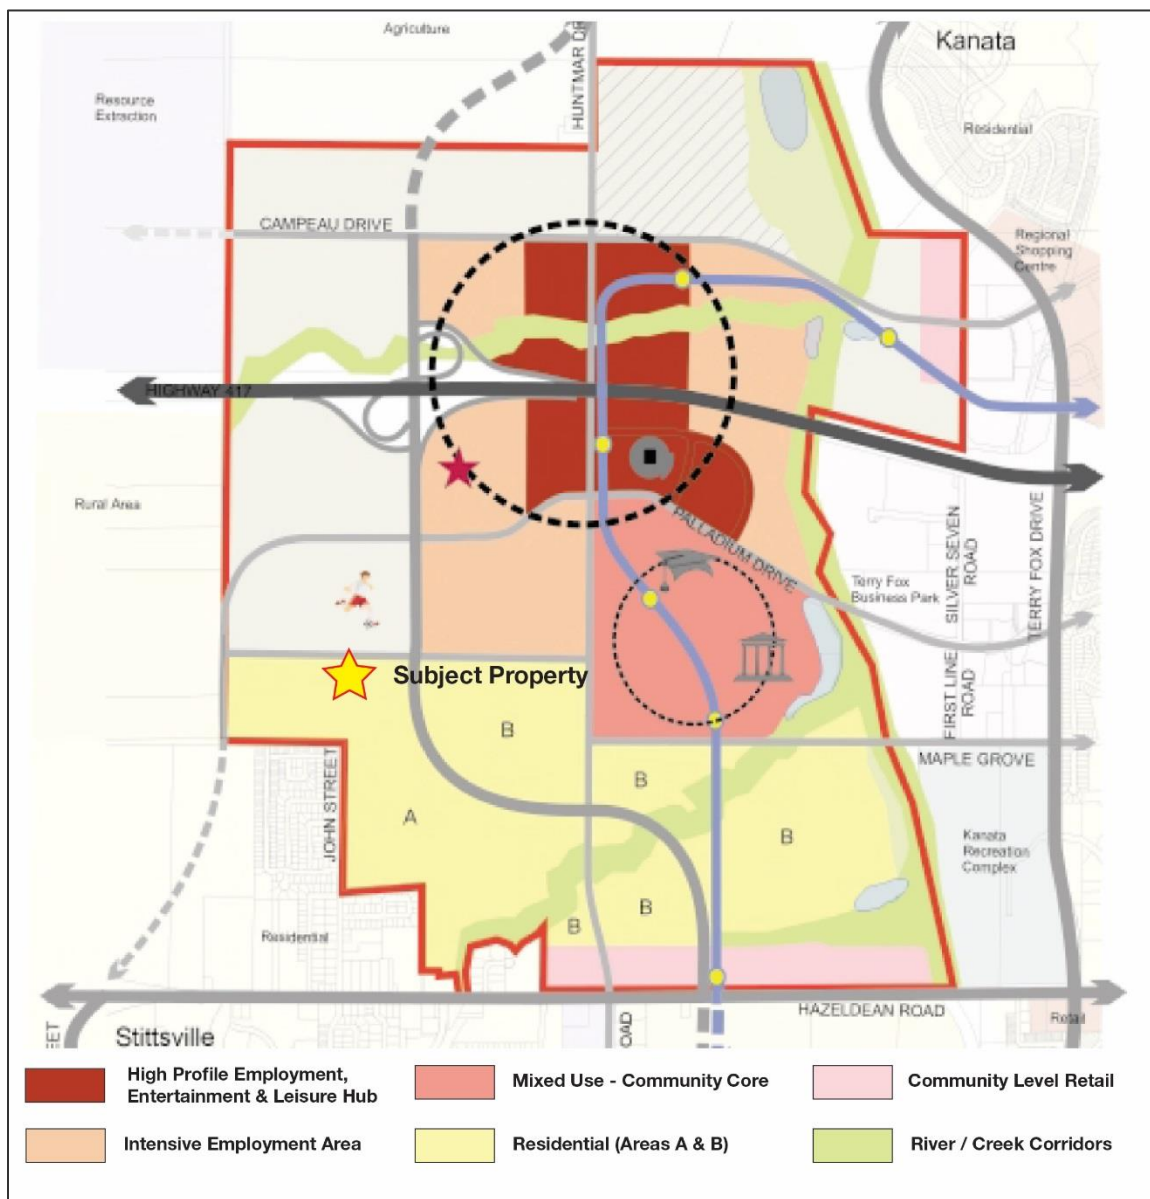 Agriculture
HUNTMAR DR
Kanata
Resource
Extraction
Residential
CAMPEAU DRIVE
Regional
Shopping
Centre
HIGHWAY 417
Rural Area
PALLADIUM DRIVE
SILVER SEVEN
ROAD
TERRY FOX DRIVE
Terry Fox
Business Park
Subject Property
FIRST LINE
ROAD
B
MAPLE GROVE
JOHN STREET
B
A
B
Kanata
Recreation
Complex
B
B
Residential
HAZELDEAN ROAD
Retail
EET
Stittsville
OAD
High Profile Employment,
Entertainment & Leisure Hub
Mixed Use - Community Core
Community Level Retail
Intensive Employment Area
Residential (Areas A & B)
River / Creek Corridors